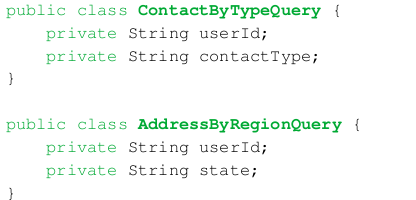 public class ContactByTypeQuery {
    private String userId;
    private String contactType;
}

public class AddressByRegionQuery {
    private String userId;
    private String state;
}